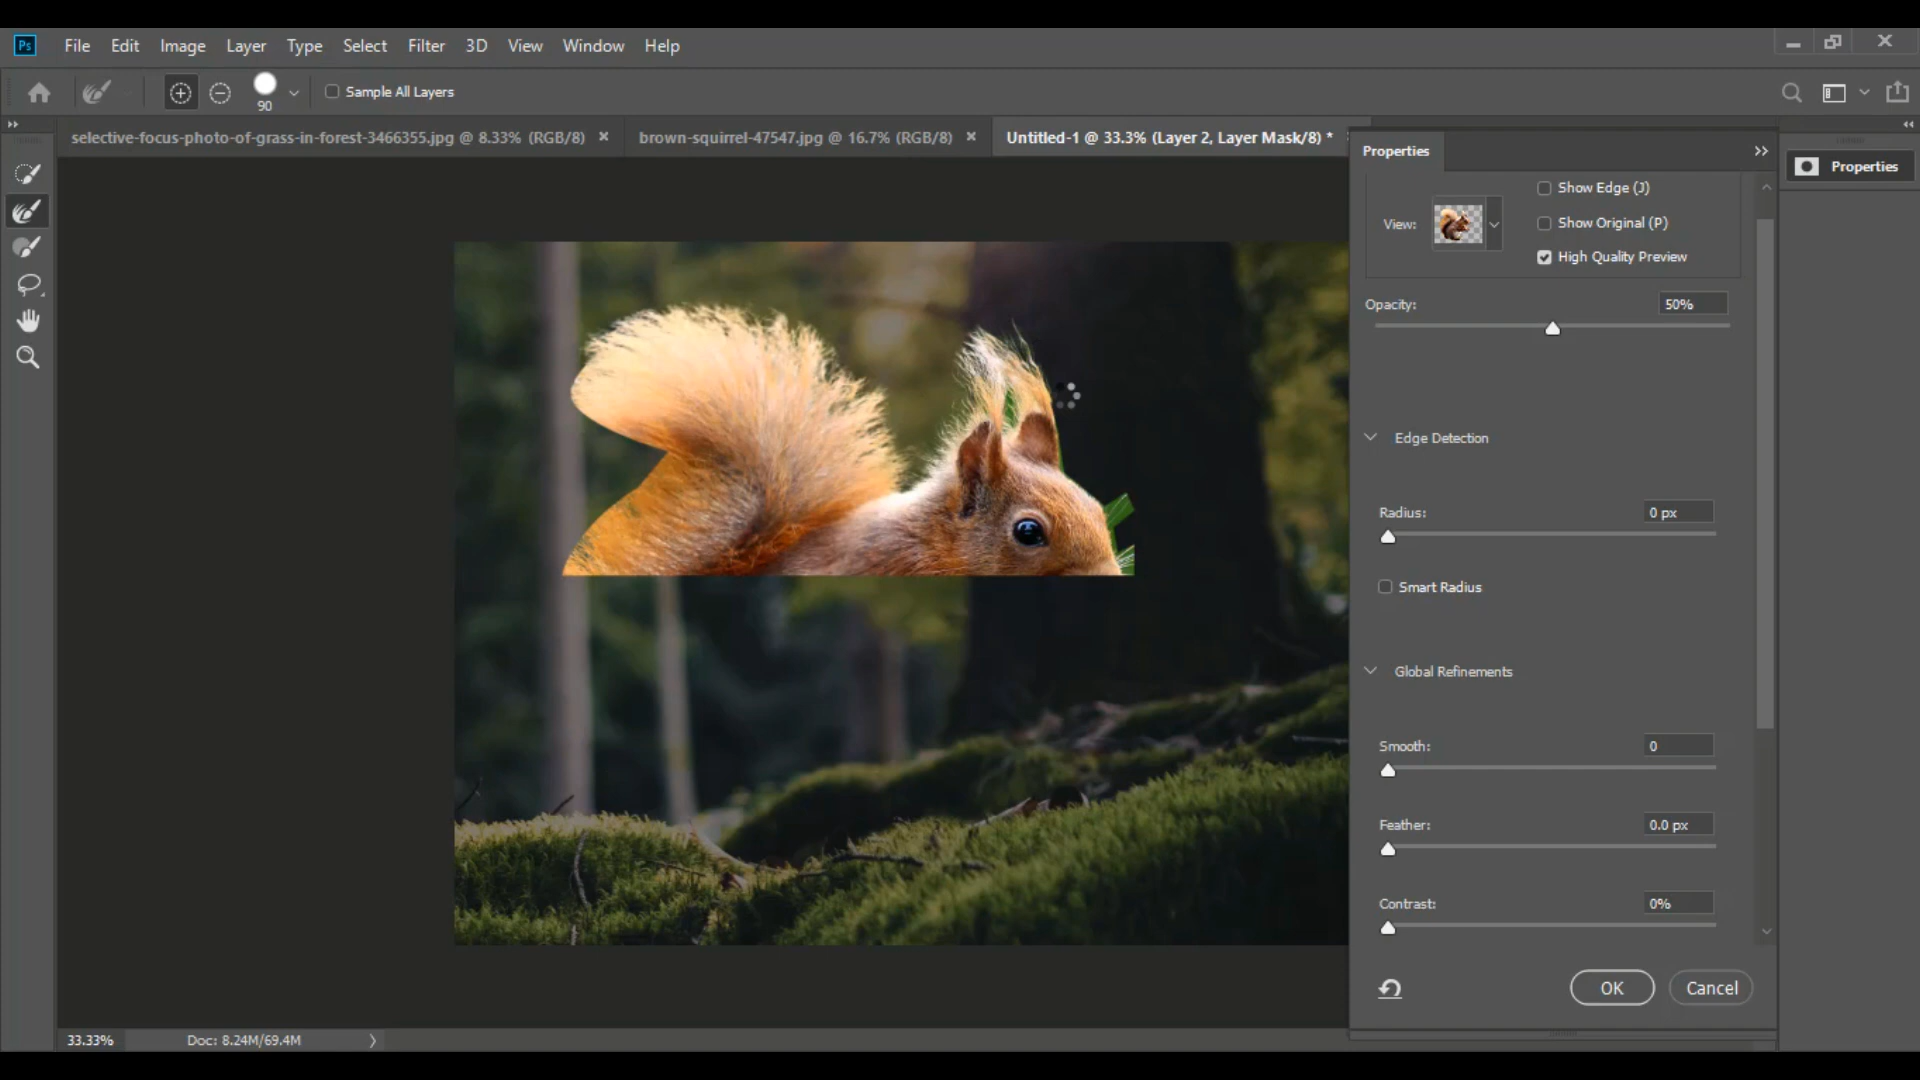 Ps File Edit Image Layer Type Select Filter 3D View Window Help
90 Sample All Layers
selective-focus-photo-of-grass-in-forest-3466355.jpg @ 8.33% (RGB/8) brown-squirrel-47547.jpg @ 16.7% (RGB/8) Untitled-1 @ 33.3% (Layer 2, Layer Mask/8) *
Properties
Properties
Show Edge (J)
View:
Show Original (P)
High Quality Preview
Opacity: 50%
Edge Detection
Radius: 0 px
Smart Radius
Global Refinements
Smooth: 0
Feather: 0.0 px
Contrast: 0%
OK Cancel
33.33% Doc: 8.24M/69.4M